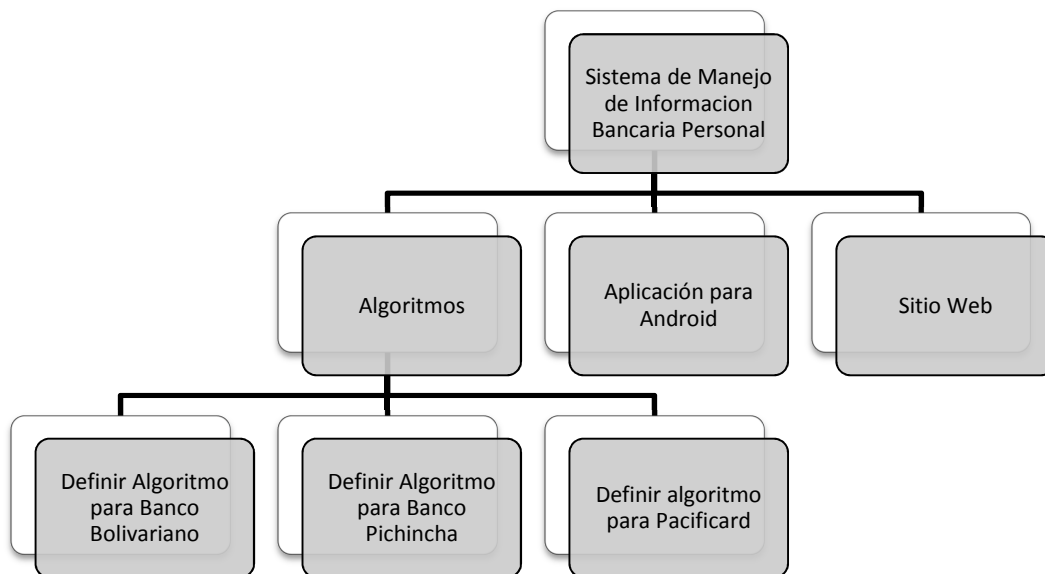 Sistema de Manejo
de Informacion
Bancaria Personal
Algoritmos
Aplicación para
Android
Sitio Web
Definir Algoritmo
para Banco
Bolivariano
Definir Algoritmo
para Banco
Pichincha
Definir algoritmo
para Pacificard